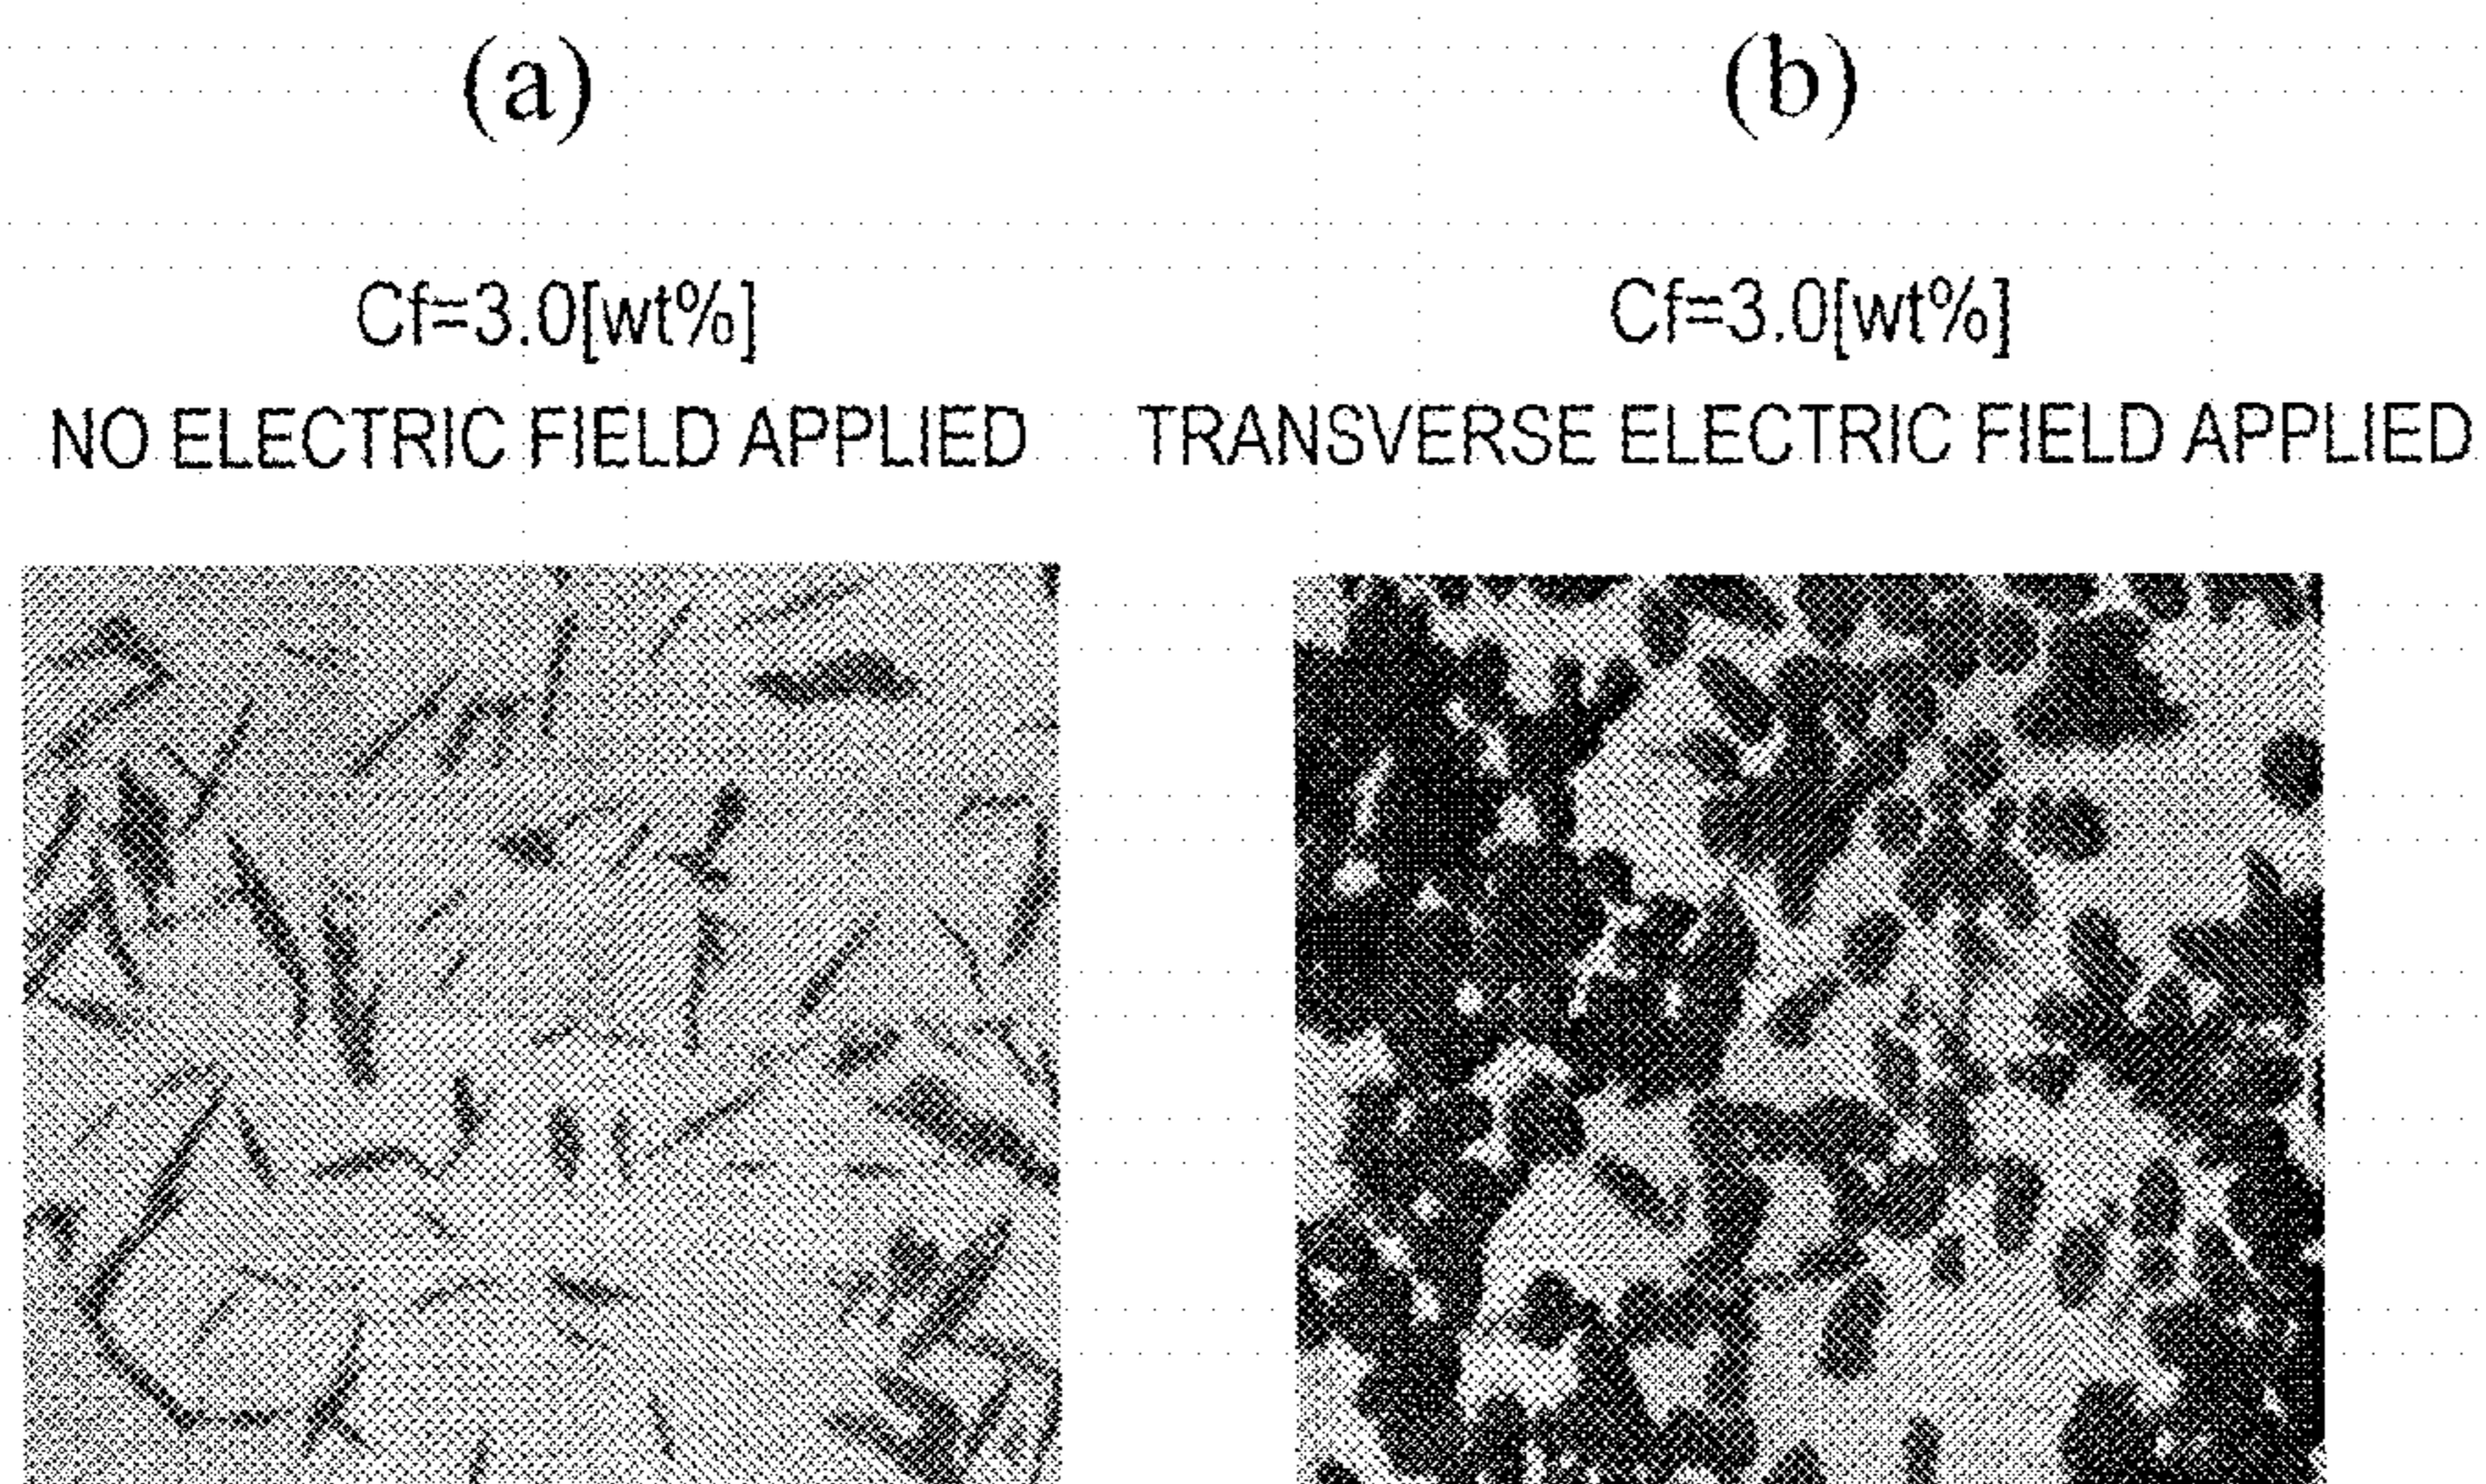 (a)
Cf=3.0[wt%]
NO ELECTRIC FIELD APPLIED
(b)
Cf=3.0[wt%]
TRANSVERSE ELECTRIC FIELD APPLIED